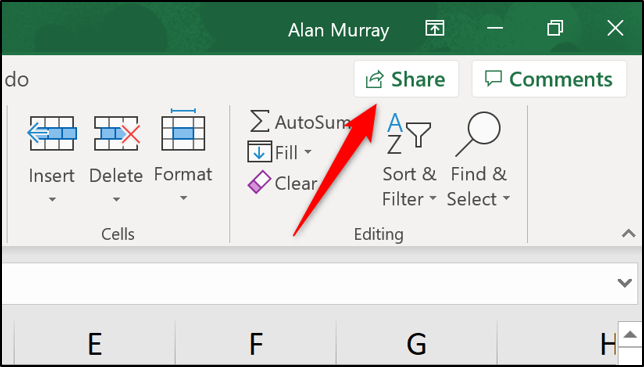 Alan Murray
do
Share
Comments
Insert
Delete
Format
Cells
AutoSum
Fill
Clear
Sort &
Filter
Find &
Select
Editing
A
Z
E
F
G
H